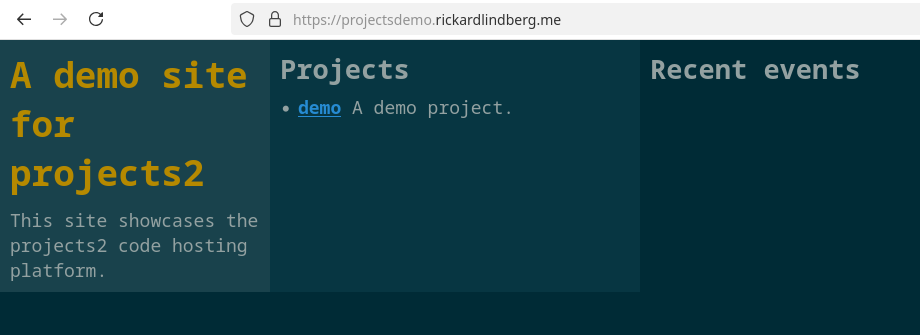 https://projectsdemo.rickardlindberg.me
A demo site
for
projects2
This site showcases the
projects2 code hosting
platform.
Projects
• demo A demo project.
Recent events